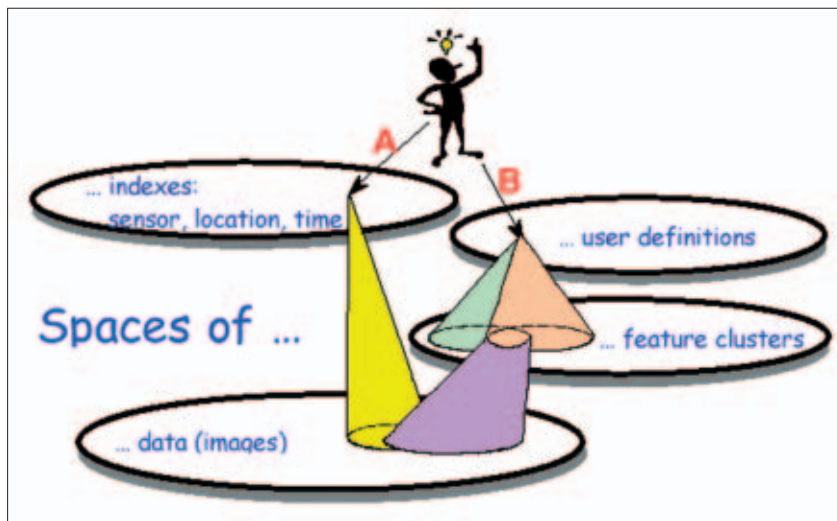 A
B
... indexes:
sensor, location, time
... user definitions
Spaces of ...
... feature clusters
... data (images)